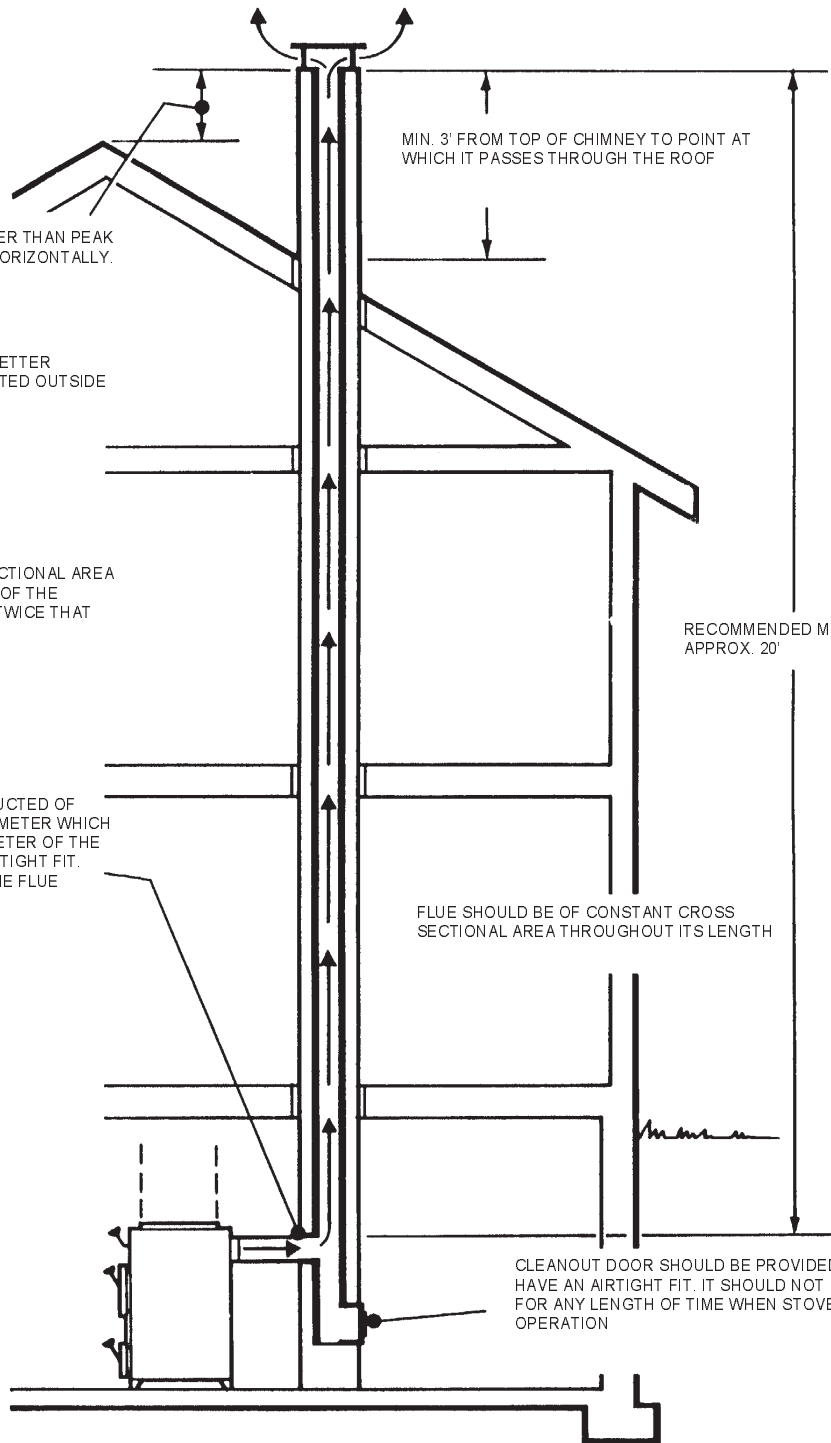 MIN. 3' FROM TOP OF CHIMNEY TO POINT AT
WHICH IT PASSES THROUGH THE ROOF
ER THAN PEAK
ORIZONTALLY.
ETTER
TED OUTSIDE
CTIONAL AREA
OF THE
TWICE THAT
RECOMMENDED M
APPROX. 20'
UCTED OF
METER WHICH
ETER OF THE
TIGHT FIT.
HE FLUE
FLUE SHOULD BE OF CONSTANT CROSS
SECTIONAL AREA THROUGHOUT ITS LENGTH
CLEANOUT DOOR SHOULD BE PROVIDED
HAVE AN AIRTIGHT FIT. IT SHOULD NOT
FOR ANY LENGTH OF TIME WHEN STOVE
OPERATION